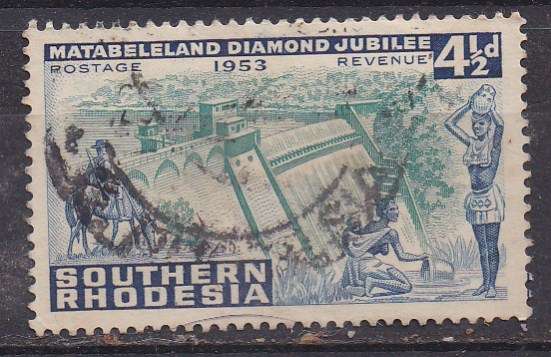 MATABELELAND DIAMOND JUBILEE 4½d
POSTAGE 1953 REVENUE
SOUTHERN
RHODESIA